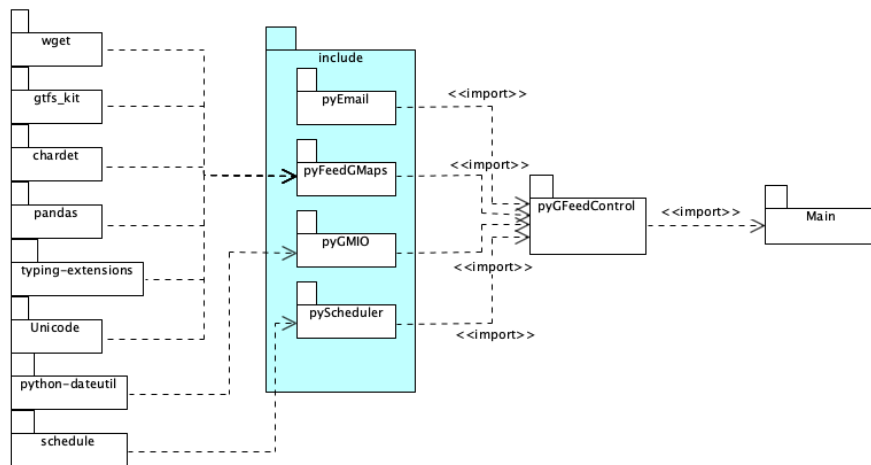 wget
gtfs_kit
chardet
pandas
typing-extensions
Unicode
python-dateutil
schedule
include
pyEmail
pyFeedGMaps
pyGMIO
pyScheduler
<<import>>
<<import>>
<<import>>
<<import>>
pyGFeedControl
<<import>>
Main